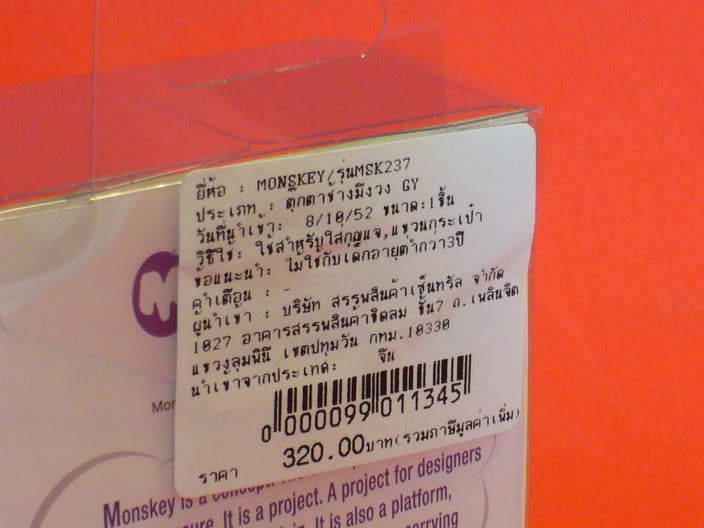 ยี่ห้อ : MONSKEY/รุ่นMSK237
ประเภท : ตุ๊กตาช้างมีงวง GY
วันที่นำเข้า: 8/10/52 ขนาด:1ชิ้น
วิธีใช้: ใช้สำหรับใส่กุญแจ,แขวนกระเป๋า
ข้อแนะนำ: ไม่ใช้กับเด็กอายุต่ำกว่า3ปี
คำเตือน : -
ผู้นำเข้า : บริษัท สรรพสินค้าเซ็นทรัล จำกัด
1027 อาคารสรรพสินค้าชิดลม ชั้น7 ถ.เพลินจิต
แขวงลุมพินี เขตปทุมวัน กทม.10330
นำเข้าจากประเทศ: จีน
0 000099 011345
ราคา 320.00บาท(รวมภาษีมูลค่าเพิ่ม)
M
Mon
Monskey is a concept.
It is a project. A project for designers
It is also a platform,
carrying